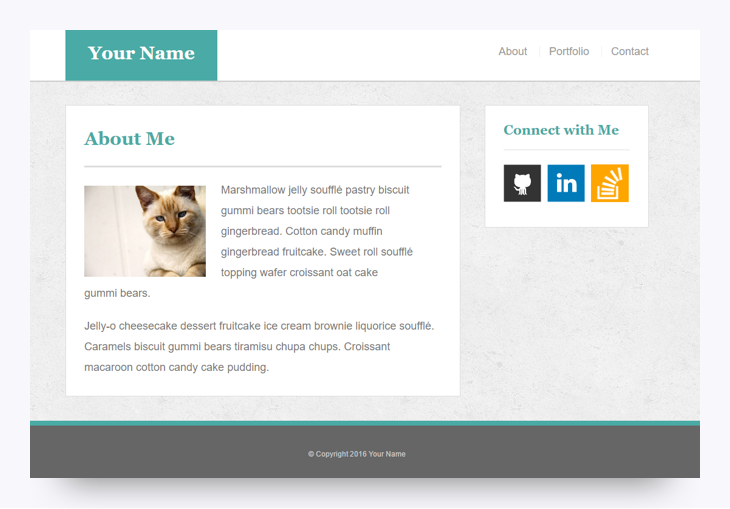 Your Name
About
Portfolio
Contact
About Me
Marshmallow jelly soufflé pastry biscuit
gummi bears tootsie roll tootsie roll
gingerbread. Cotton candy muffin
gingerbread fruitcake. Sweet roll soufflé
topping wafer croissant oat cake
gummi bears.
Jelly-o cheesecake dessert fruitcake ice cream brownie liquorice soufflé.
Caramels biscuit gummi bears tiramisu chupa chups. Croissant
macaroon cotton candy cake pudding.
Connect with Me
in
© Copyright 2016 Your Name